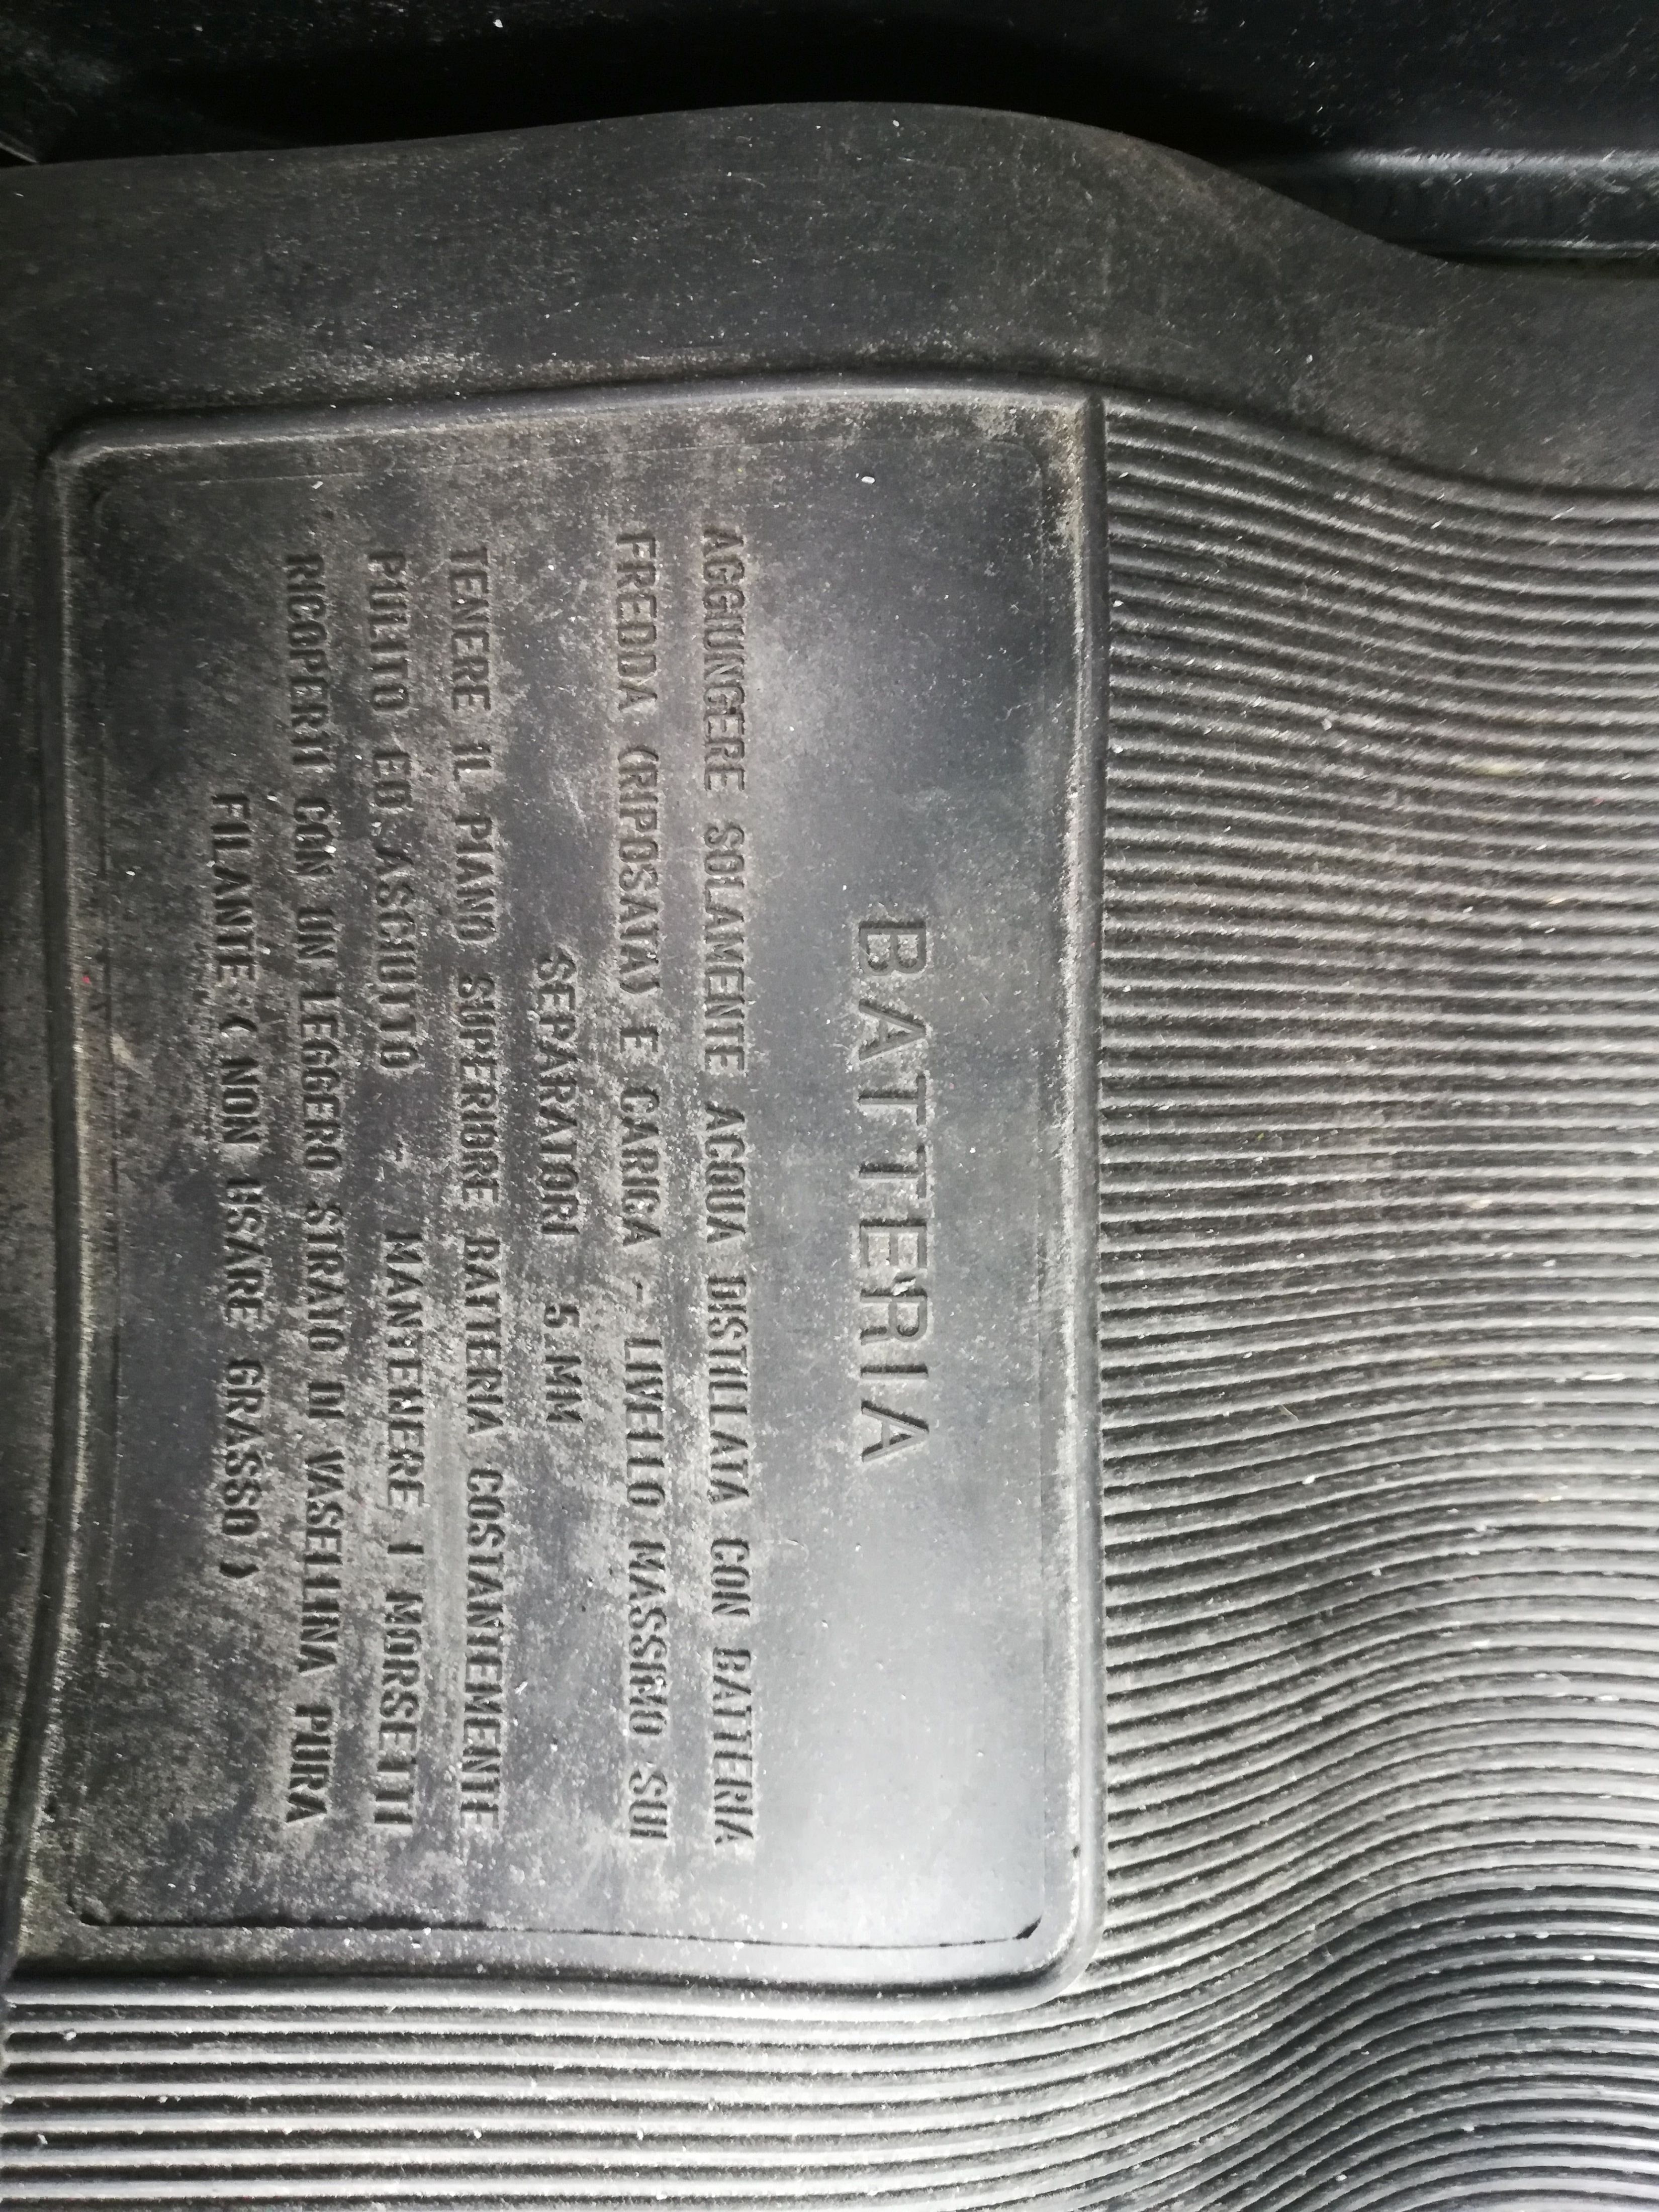 BATTERIA
AGGIUNGERE SOLAMENTE ACQUA DISTILLATA CON BATTERIA
FREDDA (RIPOSATA) E CARICA - LIVELLO MASSIMO SUI
SEPARATORI 5 MM
TENERE IL PIANO SUPERIORE BATTERIA COSTANTEMENTE
PULITO ED ASCIUTTO - MANTENERE I MORSETTI
RICOPERTI CON UN LEGGERO STRATO DI VASELLINA PURA
FILANTE ( NON USARE GRASSO )